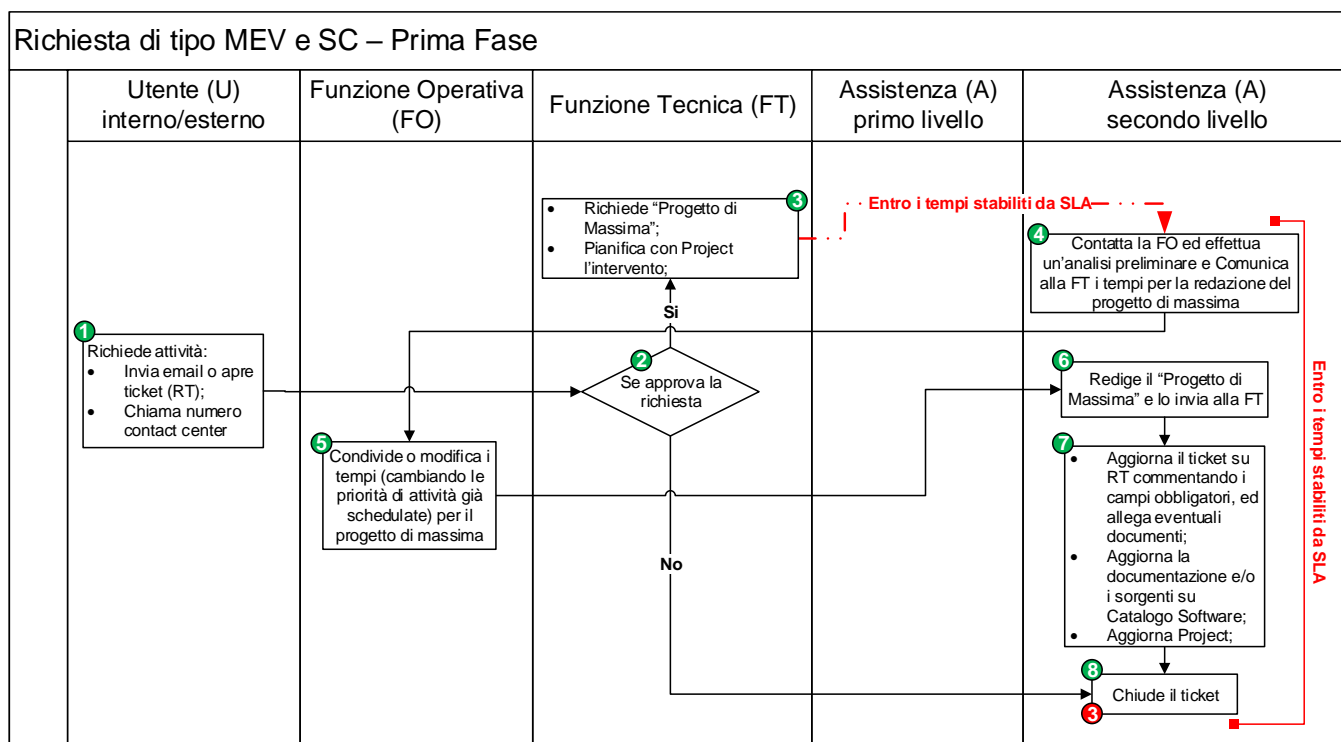 Richiesta di tipo MEV e SC – Prima Fase
Utente (U)
interno/esterno
Funzione Operativa
(FO)
Funzione Tecnica (FT)
Assistenza (A)
primo livello
Assistenza (A)
secondo livello
1
Richiede attività:
• Invia email o apre
ticket (RT);
• Chiama numero
contact center
2
Se approva la
richiesta
Si
No
3
• Richiede “Progetto di
Massima”;
• Pianifica con Project
l’intervento;
Entro i tempi stabiliti da SLA
4
Contatta la FO ed effettua
un’analisi preliminare e Comunica
alla FT i tempi per la redazione del
progetto di massima
5
Condivide o modifica i
tempi (cambiando le
priorità di attività già
schedulate) per il
progetto di massima
6
Redige il “Progetto di
Massima” e lo invia alla FT
7
• Aggiorna il ticket su
RT commentando i
campi obbligatori, ed
allega eventuali
documenti;
• Aggiorna la
documentazione e/o
i sorgenti su
Catalogo Software;
• Aggiorna Project;
8
Chiude il ticket
3
Entro i tempi stabiliti da SLA